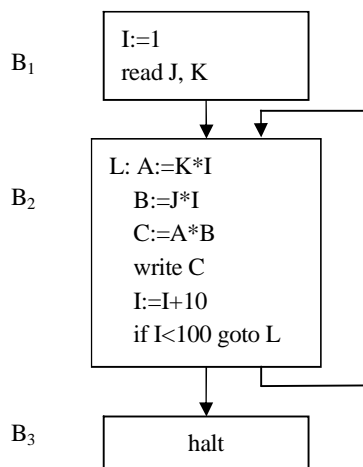 B₁
I:=1
read J, K
B₂
L: A:=K*I
B:=J*I
C:=A*B
write C
I:=I+10
if I<100 goto L
B₃
halt